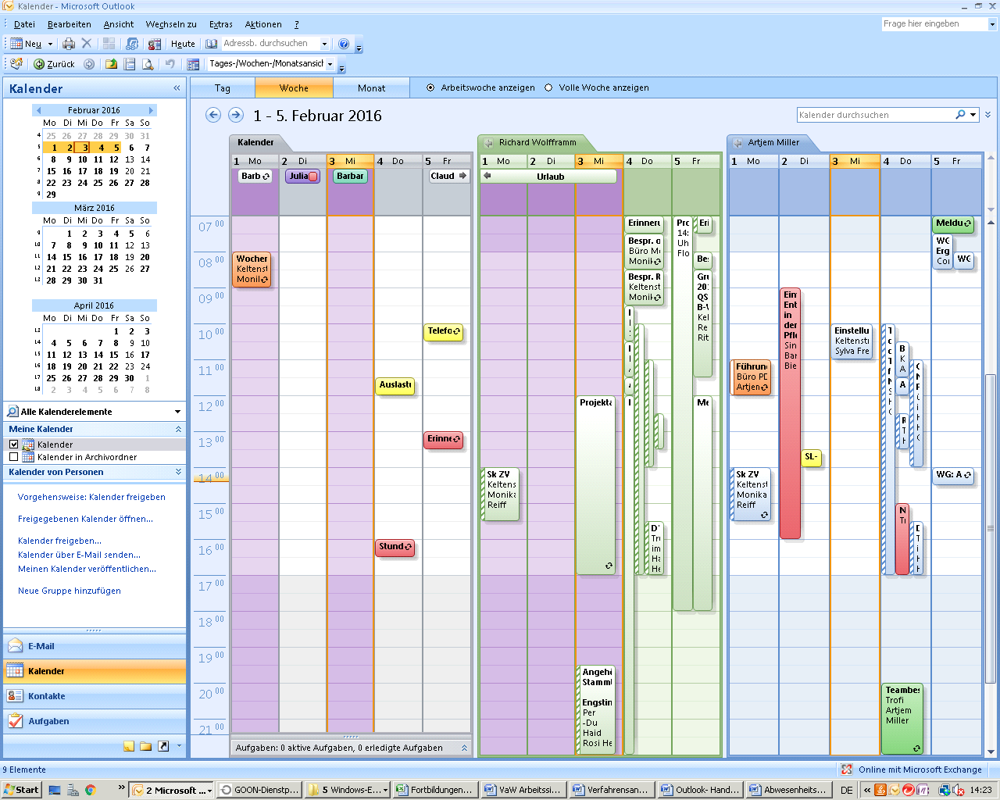 Kalender - Microsoft Outlook
Datei Bearbeiten Ansicht Wechseln zu Extras Aktionen ?
Frage hier eingeben
Neu Heute Adressb. durchsuchen
Zurück Tages-/Wochen-/Monatsansicht
Kalender «
Februar 2016
Mo Di Mi Do Fr Sa So
4 25 26 27 28 29 30 31
5 1 2 3 4 5 6 7
6 8 9 10 11 12 13 14
7 15 16 17 18 19 20 21
8 22 23 24 25 26 27 28
9 29
März 2016
Mo Di Mi Do Fr Sa So
9 1 2 3 4 5 6
10 7 8 9 10 11 12 13
11 14 15 16 17 18 19 20
12 21 22 23 24 25 26 27
13 28 29 30 31
April 2016
Mo Di Mi Do Fr Sa So
13 1 2 3
14 4 5 6 7 8 9 10
15 11 12 13 14 15 16 17
16 18 19 20 21 22 23 24
17 25 26 27 28 29 30 1
18 2 3 4 5 6 7 8
Alle Kalenderelemente
Meine Kalender
Kalender
Kalender in Archivordner
Kalender von Personen
Vorgehensweise: Kalender freigeben
Freigegebenen Kalender öffnen...
Kalender freigeben...
Kalender über E-Mail senden...
Meinen Kalender veröffentlichen...
Neue Gruppe hinzufügen
E-Mail
Kalender
Kontakte
Aufgaben
Tag Woche Monat Arbeitswoche anzeigen Volle Woche anzeigen
1 - 5. Februar 2016
Kalender durchsuchen
07 00
08 00
09 00
10 00
11 00
12 00
13 00
14 00
15 00
16 00
17 00
18 00
19 00
20 00
21 00
Kalender
1 Mo 2 Di 3 Mi 4 Do 5 Fr
Barb Julia Barbar Claud
Wocher
Keltenst
Monil
Telefo
Auslast
Erinne
Stund
Aufgaben: 0 aktive Aufgaben, 0 erledigte Aufgaben
Richard Wolfframm
1 Mo 2 Di 3 Mi 4 Do 5 Fr
Urlaub
Sk ZV
Keltens
Monika
Reiff
Projekta
Angehö
Stamml
Engstin
Per
-Du
Haid
Rosi He
Erinner
Bespr. o
Büro Mo
Monik
Bespr. R
Keltenst
Monik
D'
Tr
im
Ha
He
Pro
14:
Uh
Flo
Eri
Be
Gr
20
QS
B-V
Kel
Re
Rit
Me
Artjem Miller
1 Mo 2 Di 3 Mi 4 Do 5 Fr
Führun
Büro PD
Artjen
Sk ZV
Keltenst
Monika
Reiff
Ein
Ent
in
der
Pfle
Sin
Bar
Bie
SL-
Einstellu
Keltenst
Sylva Fre
B
K
A
A
N
Tr
Teambes
Trofi
Artjem
Miller
Meldu
WG
Erg
Coi
WG
WG: A
9 Elemente
Online mit Microsoft Exchange
Start » 2 Microsoft ... GOON-Dienstp... 5 Windows-E... Fortbildungen... VaW Arbeitssi... Verfahrensan... Outlook- Hand... Abwesenheits... DE « 14:23